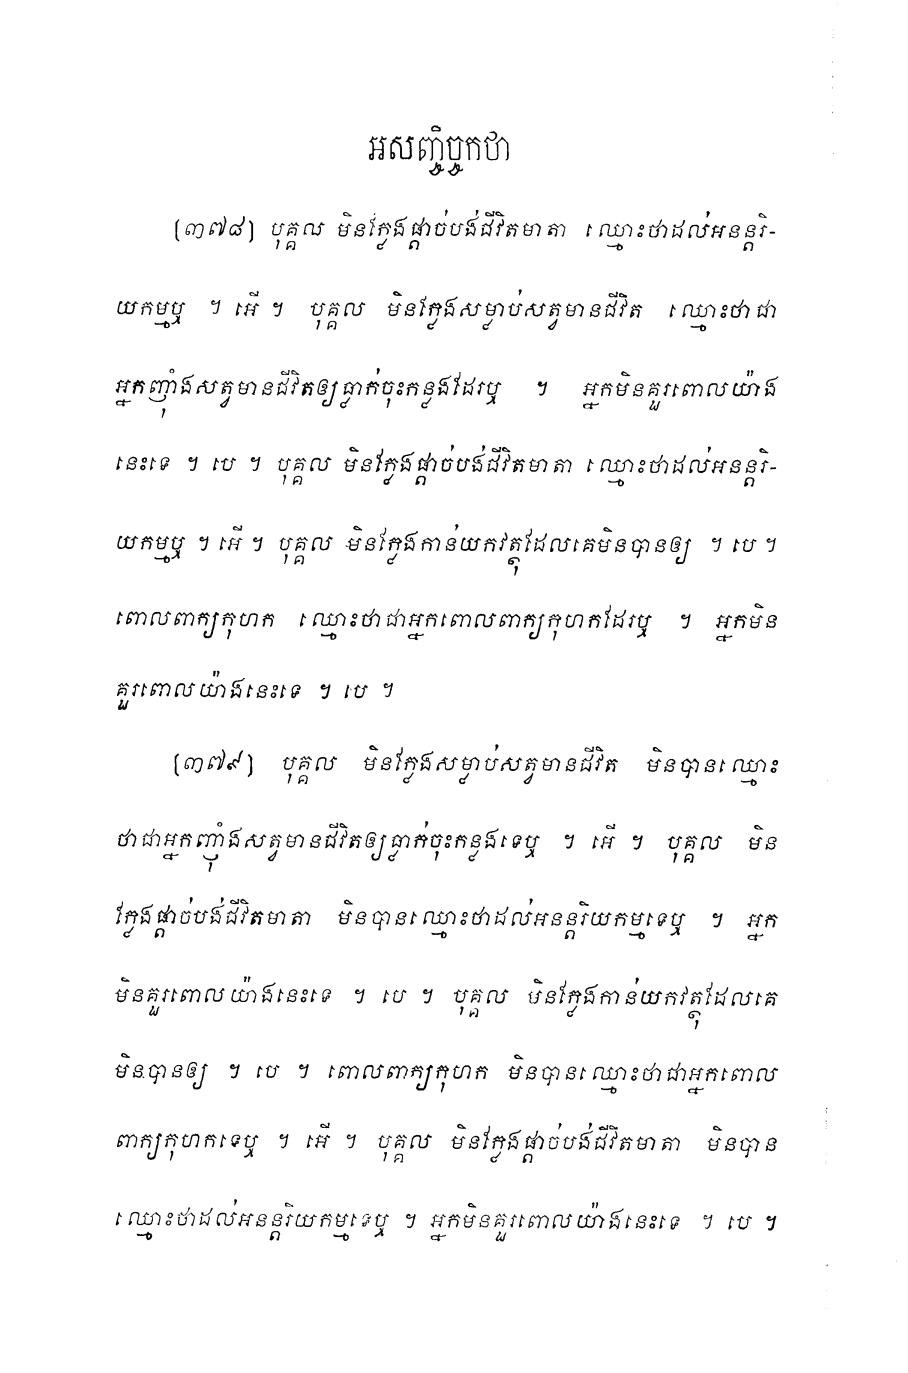 អសញ្ចិច្ចកថា
(៣៧៨) បុគ្គល មិនក្លែងផ្តាច់បង់ជីវិតមាតា ឈ្មោះថាដល់អនន្តរិ-
យកម្មឬ ។ អើ ។ បុគ្គល មិនក្លែងសម្លាប់សត្វមានជីវិត ឈ្មោះថាជា
អ្នកញ៉ាំងសត្វមានជីវិតឲ្យធ្លាក់ចុះកន្លងដែរឬ ។ អ្នកមិនគួរពោលយ៉ាង
នេះទេ ។ បេ ។ បុគ្គល មិនក្លែងផ្តាច់បង់ជីវិតមាតា ឈ្មោះថាដល់អនន្តរិ-
យកម្មឬ ។ អើ ។ បុគ្គល មិនក្លែងកាន់យកវត្ថុដែលគេមិនបានឲ្យ ។ បេ ។
ពោលពាក្យកុហក ឈ្មោះថាជាអ្នកពោលពាក្យកុហកដែរឬ ។ អ្នកមិន
គួរពោលយ៉ាងនេះទេ ។ បេ ។
(៣៧៩) បុគ្គល មិនក្លែងសម្លាប់សត្វមានជីវិត មិនបានឈ្មោះ
ថាជាអ្នកញ៉ាំងសត្វមានជីវិតឲ្យធ្លាក់ចុះកន្លងទេឬ ។ អើ ។ បុគ្គល មិន
ក្លែងផ្តាច់បង់ជីវិតមាតា មិនបានឈ្មោះថាដល់អនន្តរិយកម្មទេឬ ។ អ្នក
មិនគួរពោលយ៉ាងនេះទេ ។ បេ ។ បុគ្គល មិនក្លែងកាន់យកវត្ថុដែលគេ
មិនបានឲ្យ ។ បេ ។ ពោលពាក្យកុហក មិនបានឈ្មោះថាជាអ្នកពោល
ពាក្យកុហកទេឬ ។ អើ ។ បុគ្គល មិនក្លែងផ្តាច់បង់ជីវិតមាតា មិនបាន
ឈ្មោះថាដល់អនន្តរិយកម្មទេឬ ។ អ្នកមិនគួរពោលយ៉ាងនេះទេ ។ បេ ។